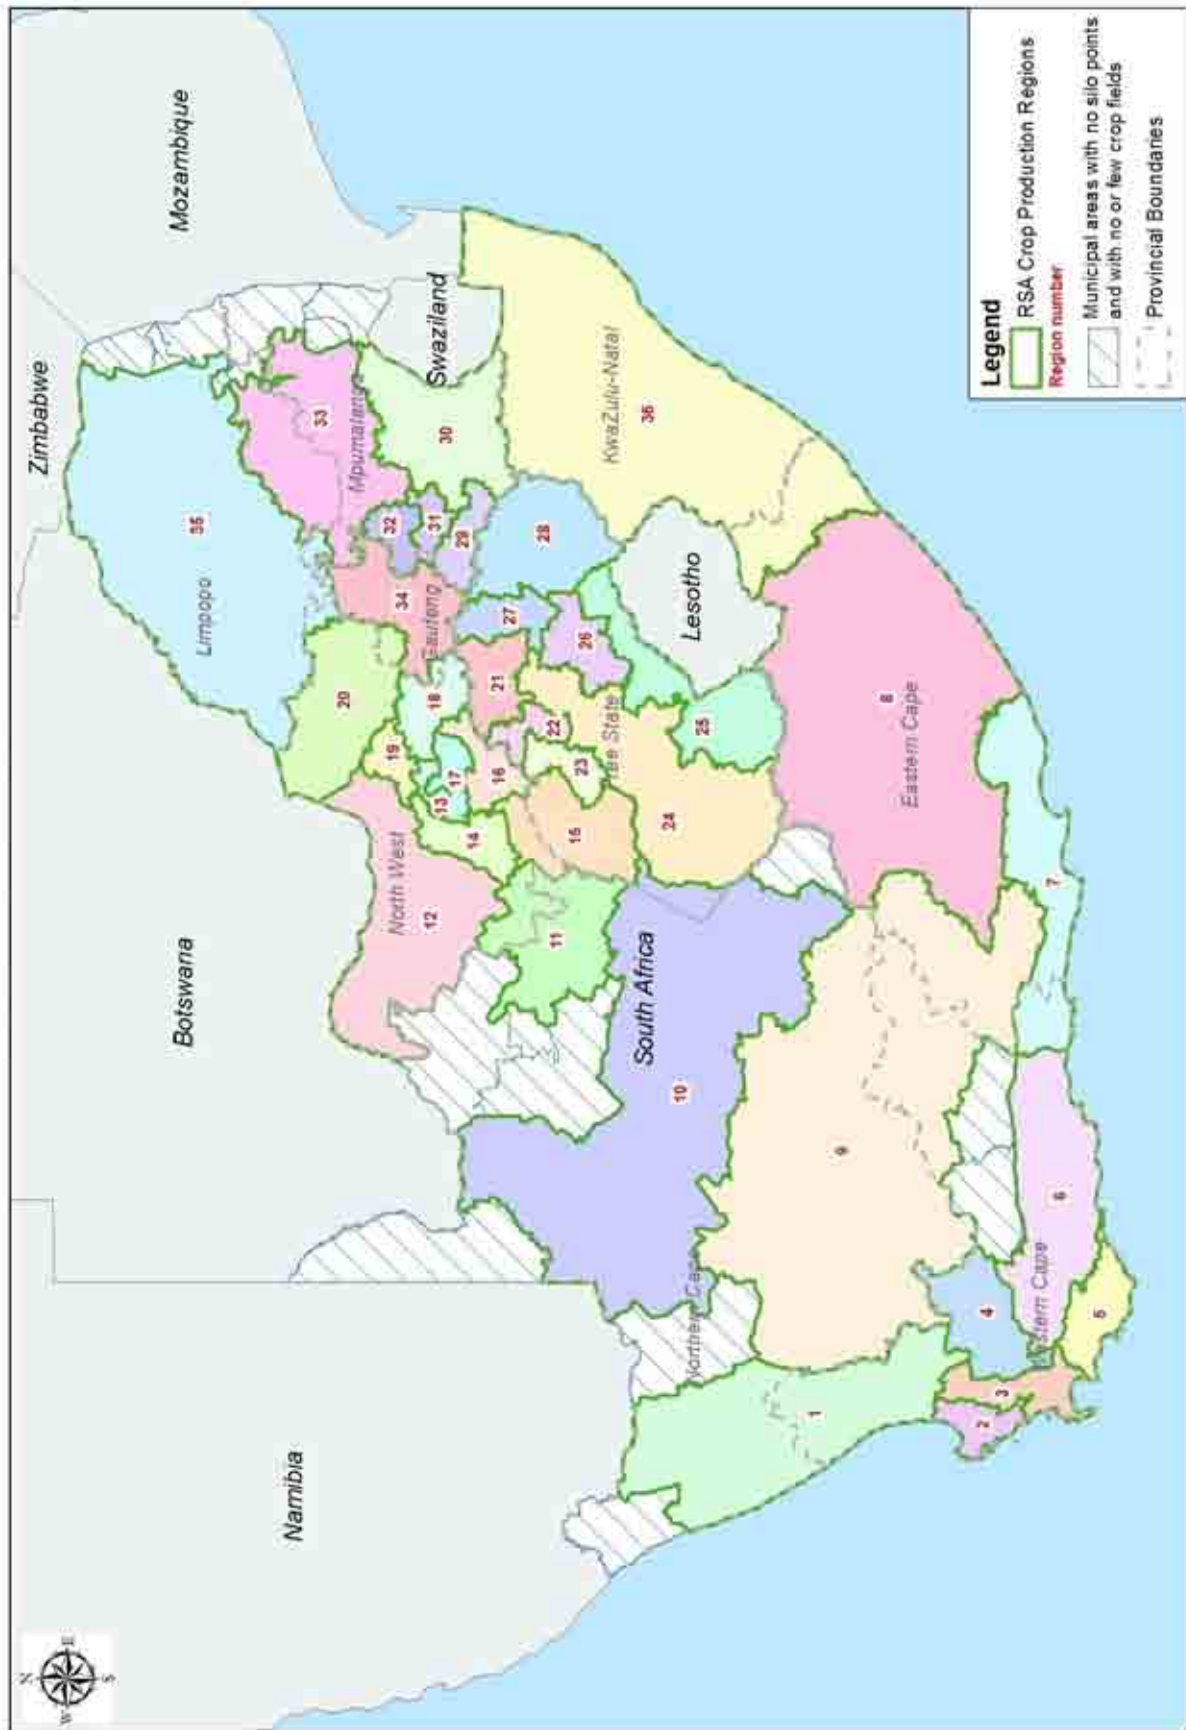 N
W
E
S
Zimbabwe
Mozambique
Botswana
Namibia
Swaziland
Lesotho
South Africa
Limpopo
Mpumalanga
Gauteng
North West
Free State
KwaZulu-Natal
Northern Cape
Eastern Cape
Western Cape
1
2
3
4
5
6
7
8
9
10
11
12
13
14
15
16
17
18
19
20
21
22
23
24
25
26
27
28
29
30
31
32
33
34
35
36
Legend
RSA Crop Production Regions
Region number
Municipal areas with no silo points
and with no or few crop fields
Provincial Boundaries